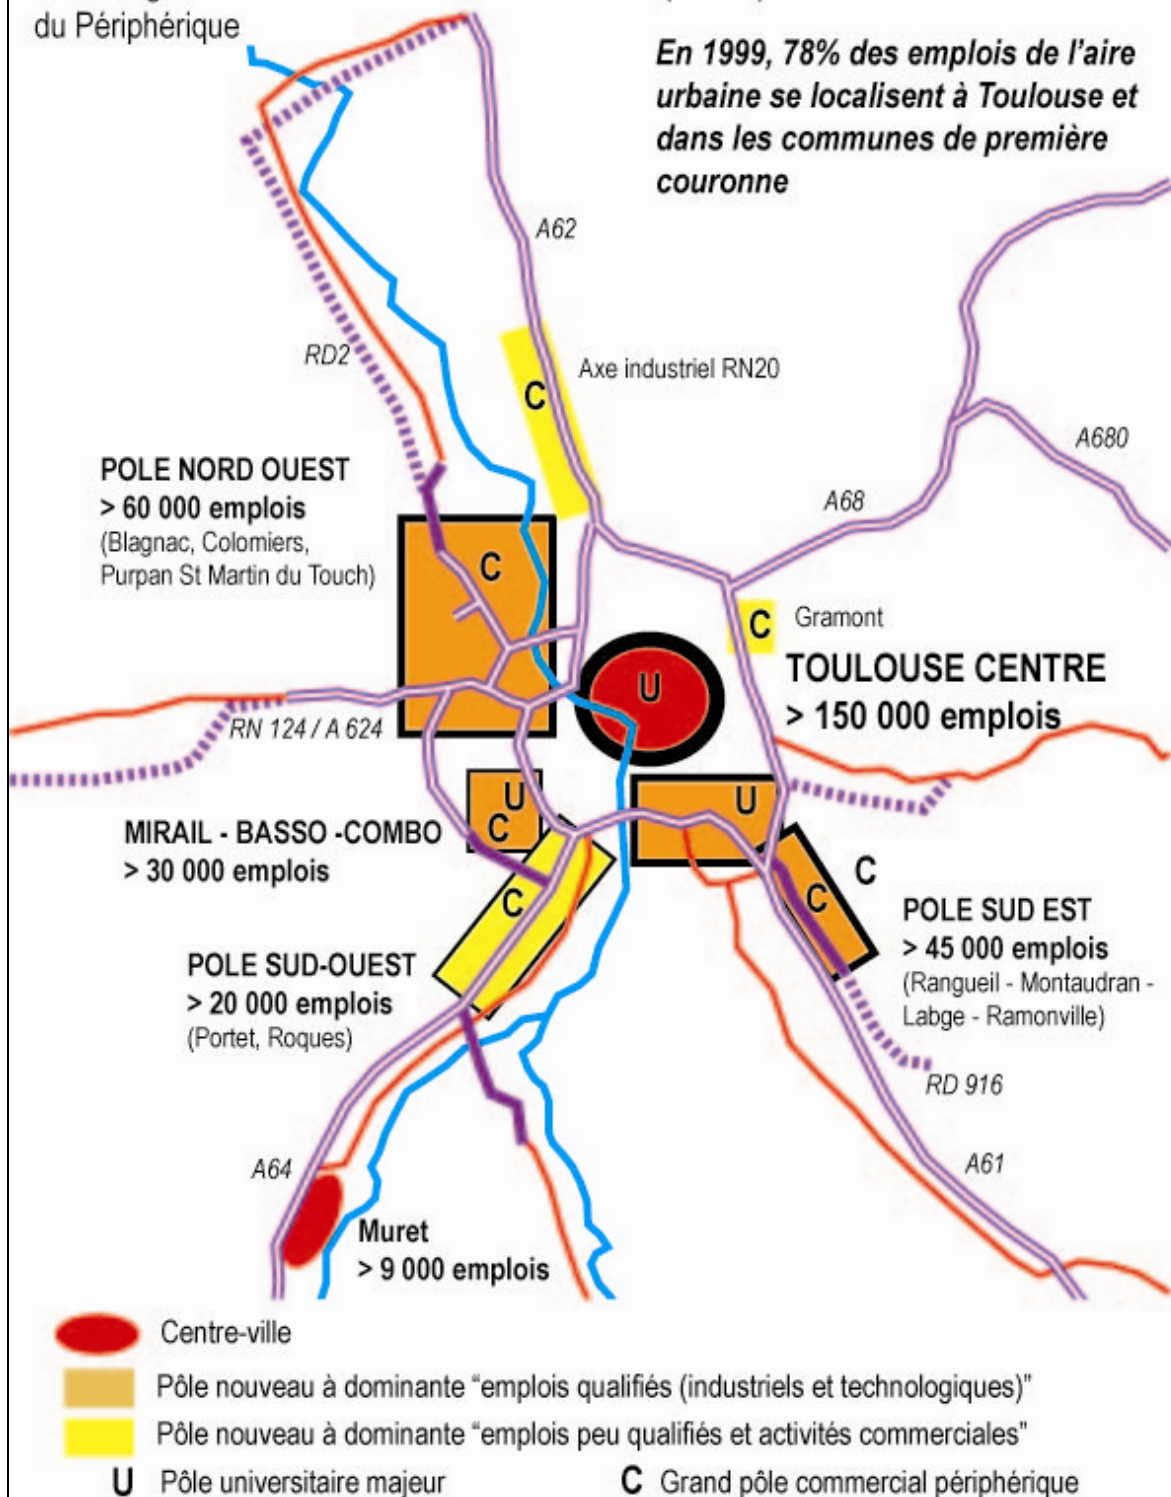 du Périphérique
En 1999, 78% des emplois de l'aire
urbaine se localisent à Toulouse et
dans les communes de première
couronne
A62
RD2
Axe industriel RN20
C
A680
A68
POLE NORD OUEST
> 60 000 emplois
(Blagnac, Colomiers,
Purpan St Martin du Touch)
C
C
Gramont
TOULOUSE CENTRE
> 150 000 emplois
U
RN 124 / A 624
U
C
U
MIRAIL - BASSO -COMBO
> 30 000 emplois
C
C
C
POLE SUD EST
> 45 000 emplois
(Rangueil - Montaudran -
Labge - Ramonville)
POLE SUD-OUEST
> 20 000 emplois
(Portet, Roques)
RD 916
A64
A61
Muret
> 9 000 emplois
Centre-ville
Pôle nouveau à dominante "emplois qualifiés (industriels et technologiques)"
Pôle nouveau à dominante "emplois peu qualifiés et activités commerciales"
U Pôle universitaire majeur
C Grand pôle commercial périphérique